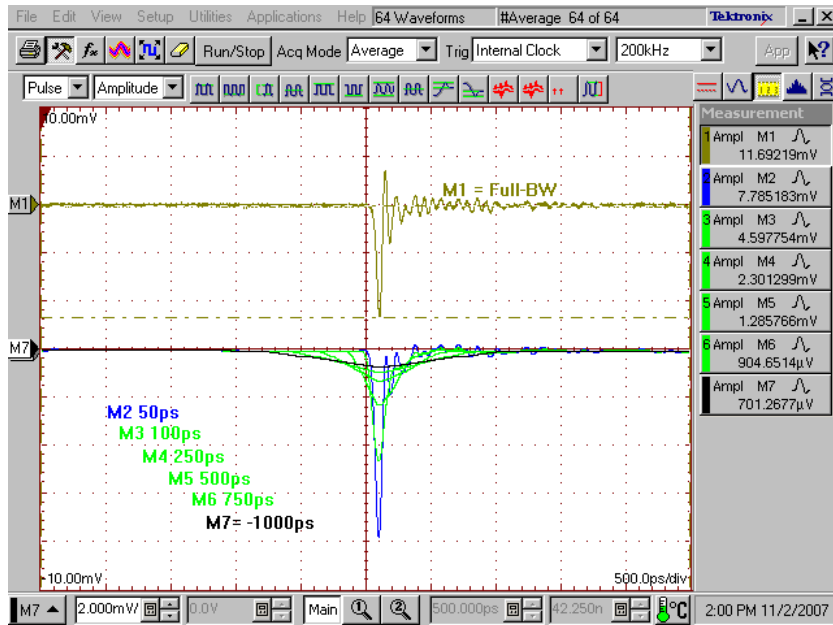 File Edit View Setup Utilities Applications Help 64 Waveforms #Average 64 of 64 Tektronix
Run/Stop Acq Mode Average Trig Internal Clock 200kHz App
Pulse Amplitude
10.00mV
M1
M1 = Full-BW
M7
M2 50ps
M3 100ps
M4 250ps
M5 500ps
M6 750ps
M7= -1000ps
-10.00mV 500.0ps/div
Measurement
1 Ampl M1
11.69219mV
2 Ampl M2
7.785183mV
3 Ampl M3
4.597754mV
4 Ampl M4
2.301299mV
5 Ampl M5
1.285766mV
6 Ampl M6
904.6514µV
7 Ampl M7
701.2677µV
M7 2.000mV/ 0.0V Main 1 2 500.000ps 42.250n °C 2:00 PM 11/2/2007